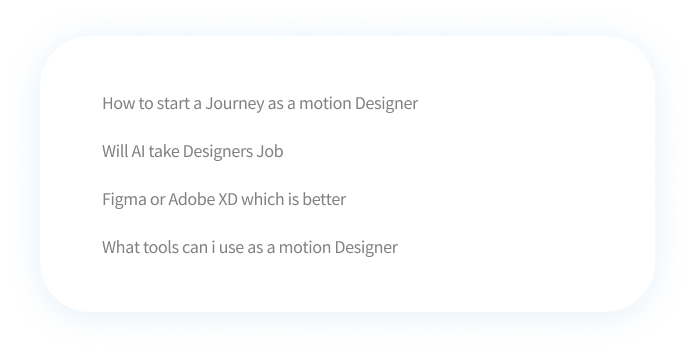 How to start a Journey as a motion Designer
Will AI take Designers Job
Figma or Adobe XD which is better
What tools can i use as a motion Designer